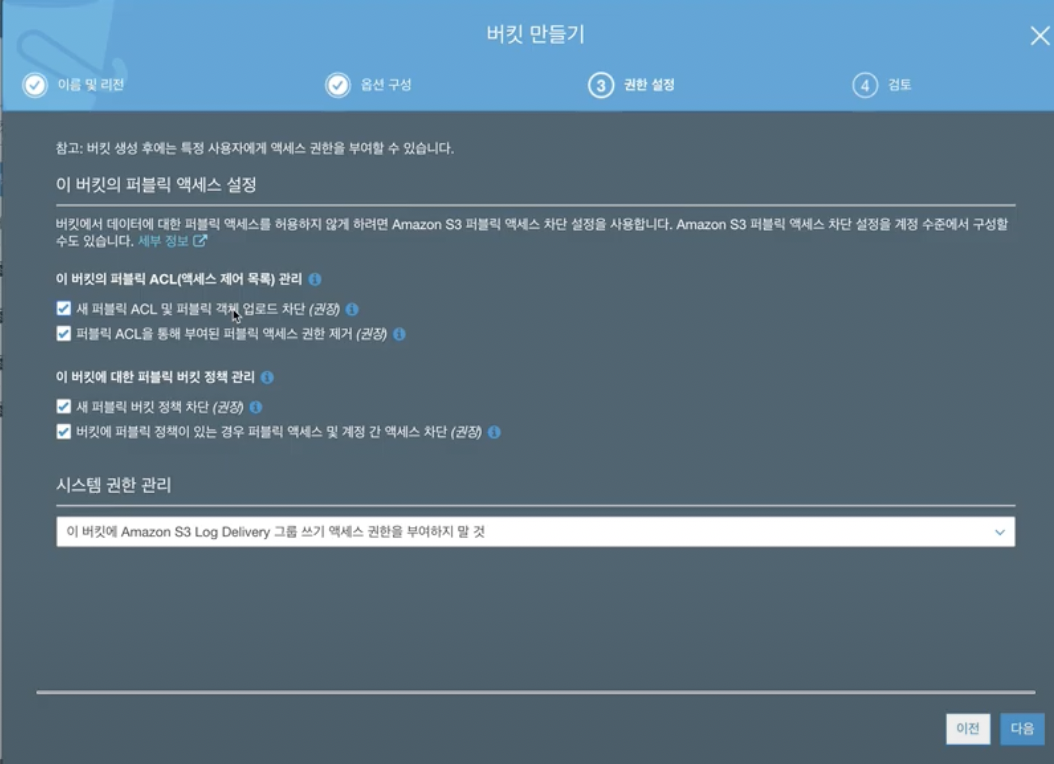 버킷 만들기
이름 및 리전
옵션 구성
3 권한 설정
4 검토
참고: 버킷 생성 후에는 특정 사용자에게 액세스 권한을 부여할 수 있습니다.
이 버킷의 퍼블릭 액세스 설정
버킷에서 데이터에 대한 퍼블릭 액세스를 허용하지 않게 하려면 Amazon S3 퍼블릭 액세스 차단 설정을 사용합니다. Amazon S3 퍼블릭 액세스 차단 설정을 계정 수준에서 구성할
수도 있습니다. 세부 정보
이 버킷의 퍼블릭 ACL(액세스 제어 목록) 관리
새 퍼블릭 ACL 및 퍼블릭 객체 업로드 차단 (권장)
퍼블릭 ACL을 통해 부여된 퍼블릭 액세스 권한 제거 (권장)
이 버킷에 대한 퍼블릭 버킷 정책 관리
새 퍼블릭 버킷 정책 차단 (권장)
버킷에 퍼블릭 정책이 있는 경우 퍼블릭 액세스 및 계정 간 액세스 차단 (권장)
시스템 권한 관리
이 버킷에 Amazon S3 Log Delivery 그룹 쓰기 액세스 권한을 부여하지 말 것
이전
다음